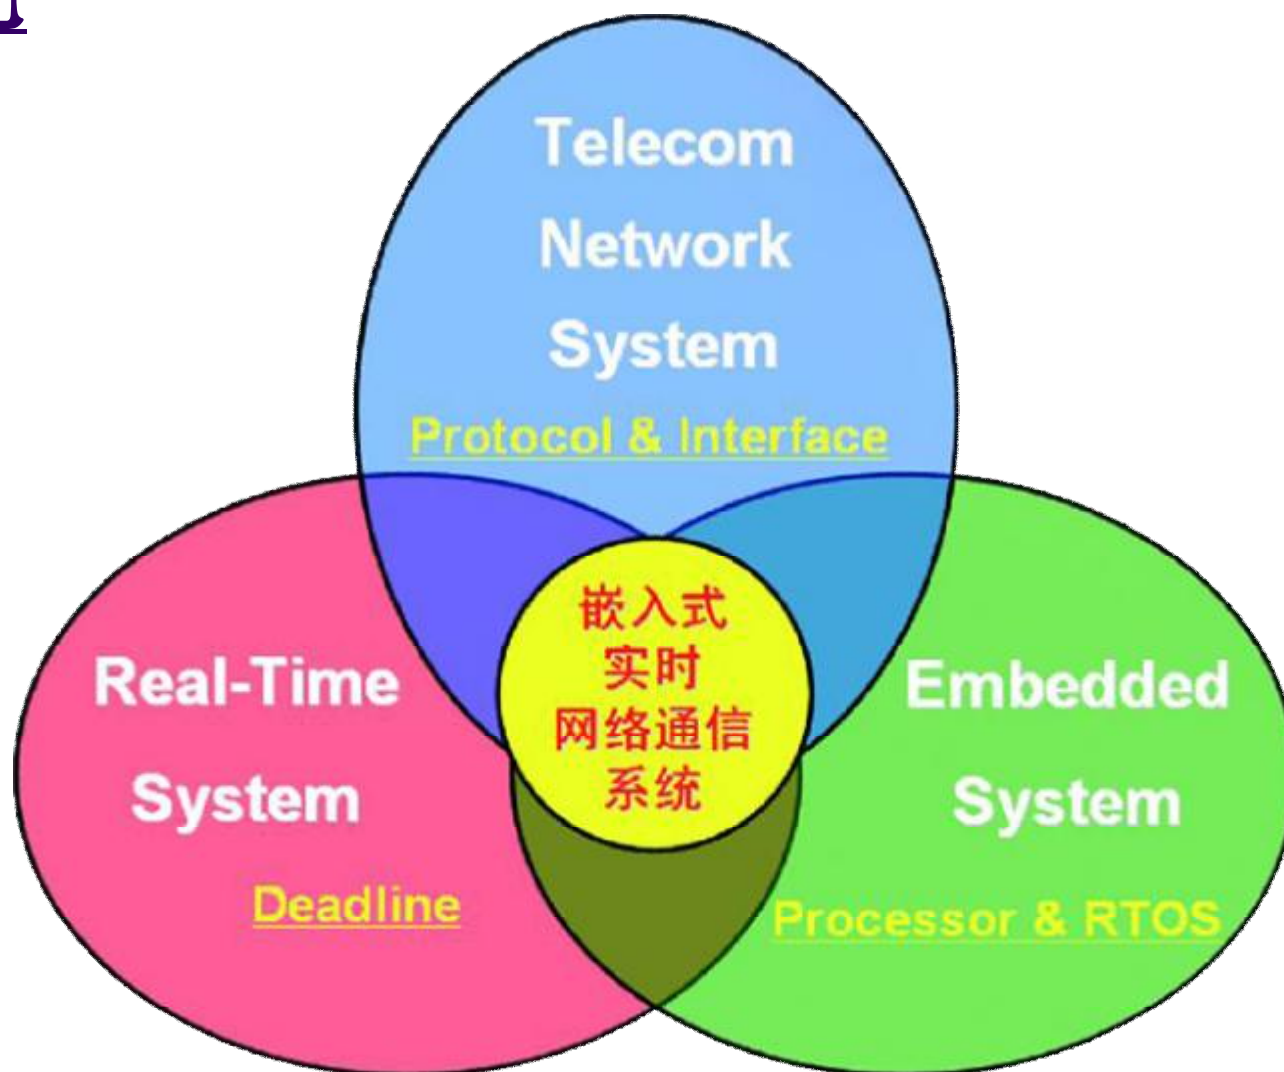 Telecom
Network
System
Protocol & Interface
嵌入式
实时
网络通信
系统
Real-Time
System
Deadline
Embedded
System
Processor & RTOS